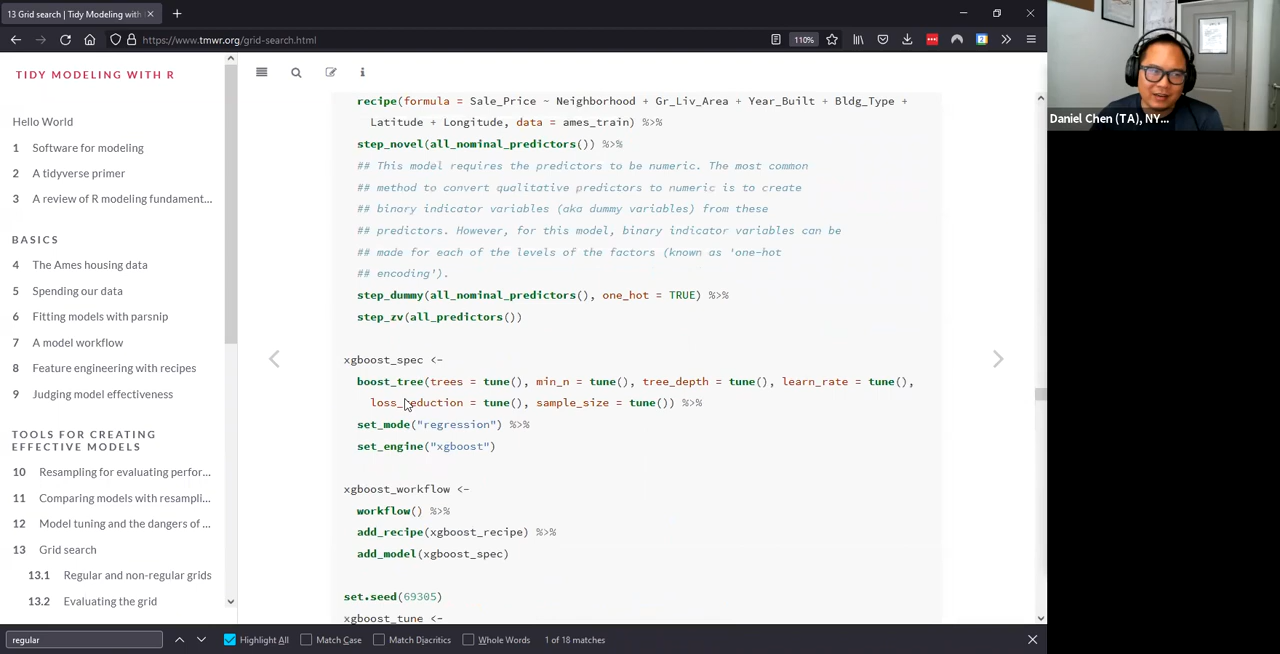 13 Grid search | Tidy Modeling with
https://www.tmwr.org/grid-search.html
110%
TIDY MODELING WITH R
Hello World
1 Software for modeling
2 A tidyverse primer
3 A review of R modeling fundament...
BASICS
4 The Ames housing data
5 Spending our data
6 Fitting models with parsnip
7 A model workflow
8 Feature engineering with recipes
9 Judging model effectiveness
TOOLS FOR CREATING
EFFECTIVE MODELS
10 Resampling for evaluating perfor...
11 Comparing models with resampli...
12 Model tuning and the dangers of ...
13 Grid search
13.1 Regular and non-regular grids
13.2 Evaluating the grid
recipe(formula = Sale_Price ~ Neighborhood + Gr_Liv_Area + Year_Built + Bldg_Type +
Latitude + Longitude, data = ames_train) %>%
step_novel(all_nominal_predictors()) %>%
## This model requires the predictors to be numeric. The most common
## method to convert qualitative predictors to numeric is to create
## binary indicator variables (aka dummy variables) from these
## predictors. However, for this model, binary indicator variables can be
## made for each of the levels of the factors (known as 'one-hot
## encoding').
step_dummy(all_nominal_predictors(), one_hot = TRUE) %>%
step_zv(all_predictors())
xgboost_spec <-
boost_tree(trees = tune(), min_n = tune(), tree_depth = tune(), learn_rate = tune(),
loss_reduction = tune(), sample_size = tune()) %>%
set_mode("regression") %>%
set_engine("xgboost")
xgboost_workflow <-
workflow() %>%
add_recipe(xgboost_recipe) %>%
add_model(xgboost_spec)
set.seed(69305)
xgboost_tune <-
regular
Highlight All
Match Case
Match Diacritics
Whole Words
1 of 18 matches
Daniel Chen (TA), NY...